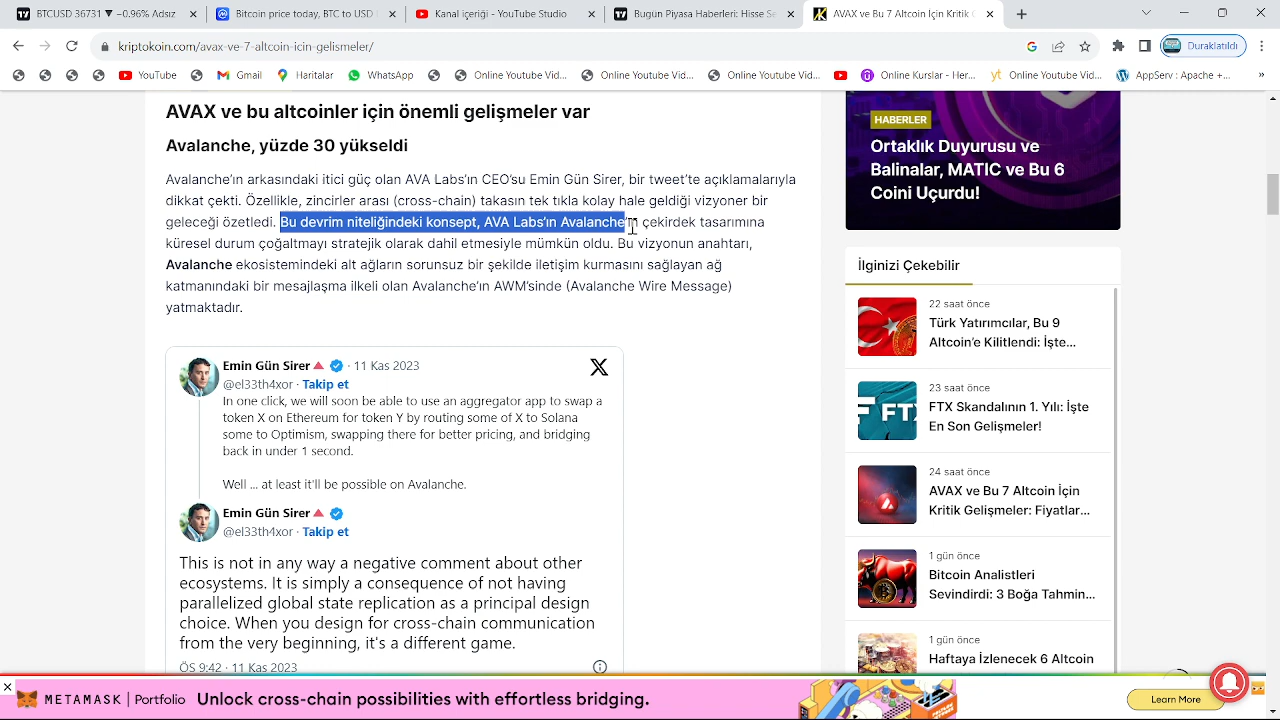 BTCUSD 36731 ▼ −0.96% Adsız
Bitcoin price today, BTC to USD
Kanal içeriği - YouTube Studio
Bugün Piyasa Haberleri: Hisse Se
AVAX ve Bu 7 Altcoin İçin Kritik G
kriptokoin.com/avax-ve-7-altcoin-icin-gelismeler/
Duraklatıldı
YouTube
Gmail
Haritalar
WhatsApp
Online Youtube Vid...
Online Youtube Vid...
Online Youtube Vid...
Online Kurslar - Her...
yt Online Youtube Vid...
AppServ : Apache +...
»
AVAX ve bu altcoinler için önemli gelişmeler var
Avalanche, yüzde 30 yükseldi
Avalanche'ın arkasındaki itici güç olan AVA Labs'ın CEO'su Emin Gün Sirer, bir tweet'te açıklamalarıyla
dikkat çekti. Özellikle, zincirler arası (cross-chain) takasın tek tıkla kolay hale geldiği vizyoner bir
geleceği özetledi. Bu devrim niteliğindeki konsept, AVA Labs'ın Avalanche'ın çekirdek tasarımına
küresel durum çoğaltmayı stratejik olarak dahil etmesiyle mümkün oldu. Bu vizyonun anahtarı,
Avalanche ekosistemindeki alt ağların sorunsuz bir şekilde iletişim kurmasını sağlayan ağ
katmanındaki bir mesajlaşma ilkeli olan Avalanche'ın AWM'sinde (Avalanche Wire Message)
yatmaktadır.
Emin Gün Sirer · 11 Kas 2023
@el33th4xor · Takip et
In one click, we will soon be able to use an aggregator app to swap a
token X on Ethereum for token Y by routing some of X to Solana
some to Optimism, swapping there for better pricing, and bridging
back in under 1 second.
Well ... at least it'll be possible on Avalanche.
Emin Gün Sirer
@el33th4xor · Takip et
This is not in any way a negative comment about other
ecosystems. It is simply a consequence of not having
parallelized global state replication as a principal design
choice. When you design for cross-chain communication
from the very beginning, it's a different game.
ÖS 9:42 · 11 Kas 2023
HABERLER
Ortaklık Duyurusu ve
Balinalar, MATIC ve Bu 6
Coini Uçurdu!
İlginizi Çekebilir
22 saat önce
Türk Yatırımcılar, Bu 9
Altcoin'e Kilitlendi: İşte...
23 saat önce
FTX Skandalının 1. Yılı: İşte
En Son Gelişmeler!
FTX
24 saat önce
AVAX ve Bu 7 Altcoin İçin
Kritik Gelişmeler: Fiyatlar...
1 gün önce
Bitcoin Analistleri
Sevindirdi: 3 Boğa Tahmin...
1 gün önce
Haftaya İzlenecek 6 Altcoin
METAMASK | Portfolio
Unlock cross-chain possibilities with effortless bridging.
Learn More